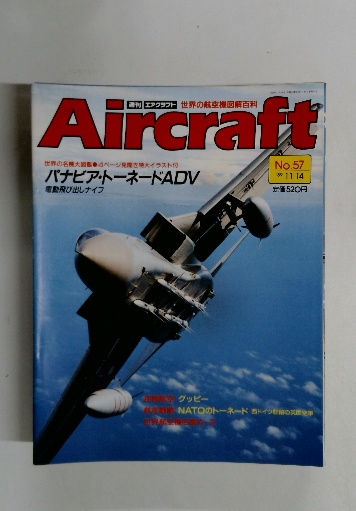 週刊 エアクラフト 世界の航空機図解百科
Aircraft
世界の名機大図鑑●4ページ見開き特大イラスト付
パナビア・トーネードADV
電動飛び出しナイフ
No.57
'89 11・14
定価520円
グッピー
NATOのトーネード